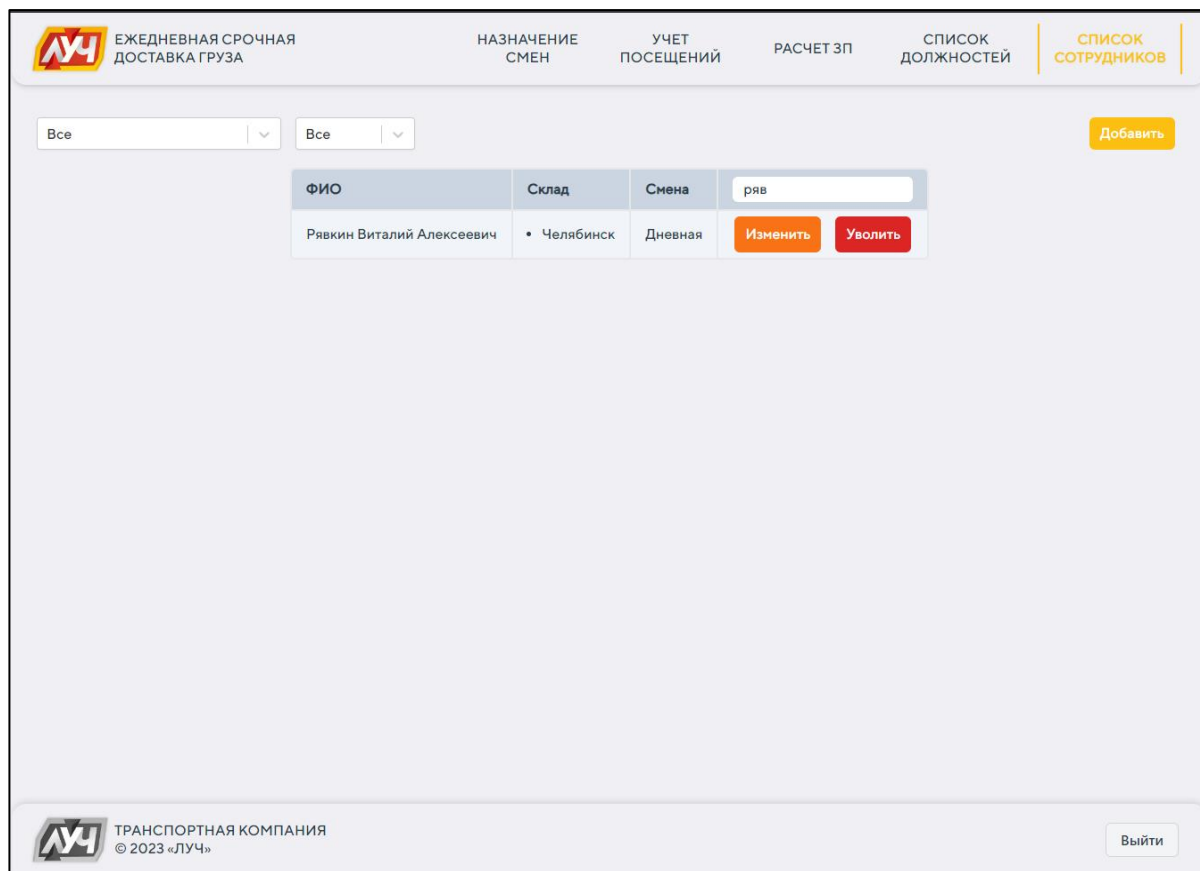 ЛУЧ
ЕЖЕДНЕВНАЯ СРОЧНАЯ
ДОСТАВКА ГРУЗА
НАЗНАЧЕНИЕ
СМЕН
УЧЕТ
ПОСЕЩЕНИЙ
РАСЧЕТ ЗП
СПИСОК
ДОЛЖНОСТЕЙ
СПИСОК
СОТРУДНИКОВ
Все
Все
Добавить
ФИО Склад Смена ряв
Рявкин Виталий Алексеевич • Челябинск Дневная Изменить Уволить
ЛУЧ
ТРАНСПОРТНАЯ КОМПАНИЯ
© 2023 «ЛУЧ»
Выйти